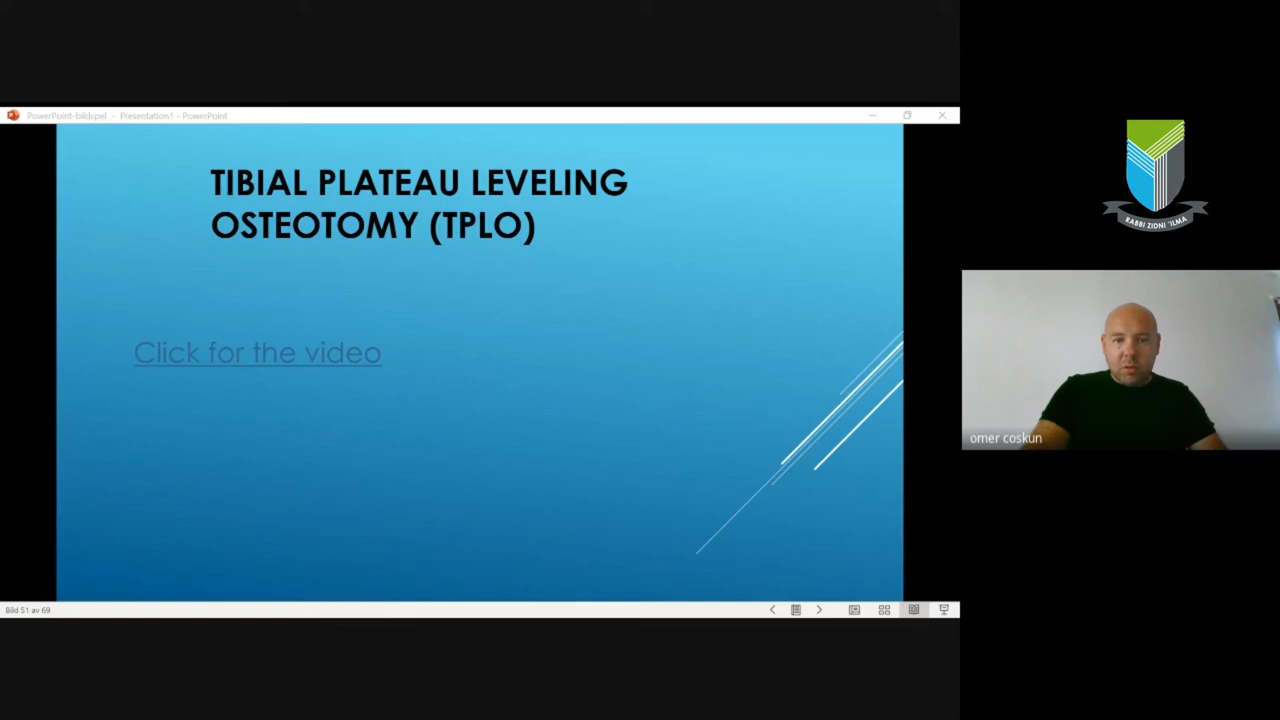 PowerPoint-bildspel - Presentation1 - PowerPoint
TIBIAL PLATEAU LEVELING
OSTEOTOMY (TPLO)
Click for the video
Bild 51 av 69
RABBI ZIDNI 'ILMA
omer coskun